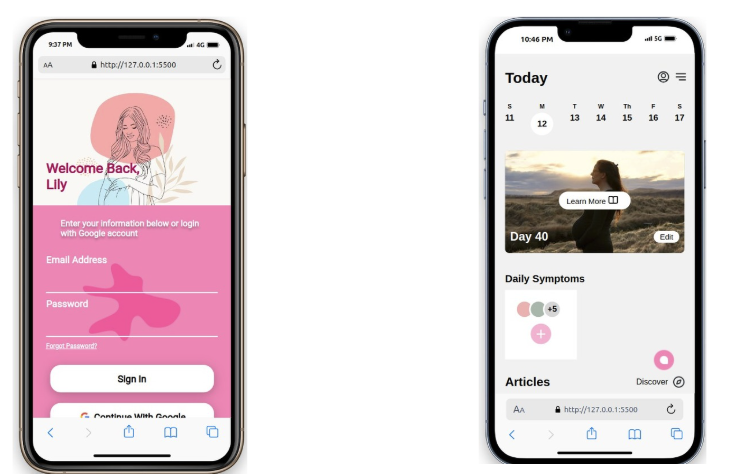 9:37 PM
4G
AA
http://127.0.0.1:5500
Welcome Back,
Lily
Enter your information below or login
with Google account
Email Address
Password
Forgot Password?
Sign In
G Continue With Google
10:46 PM
5G
Today
S M T W Th F S
11 12 13 14 15 16 17
Learn More
Day 40
Edit
Daily Symptoms
+5
Articles
Discover
AA
http://127.0.0.1:5500